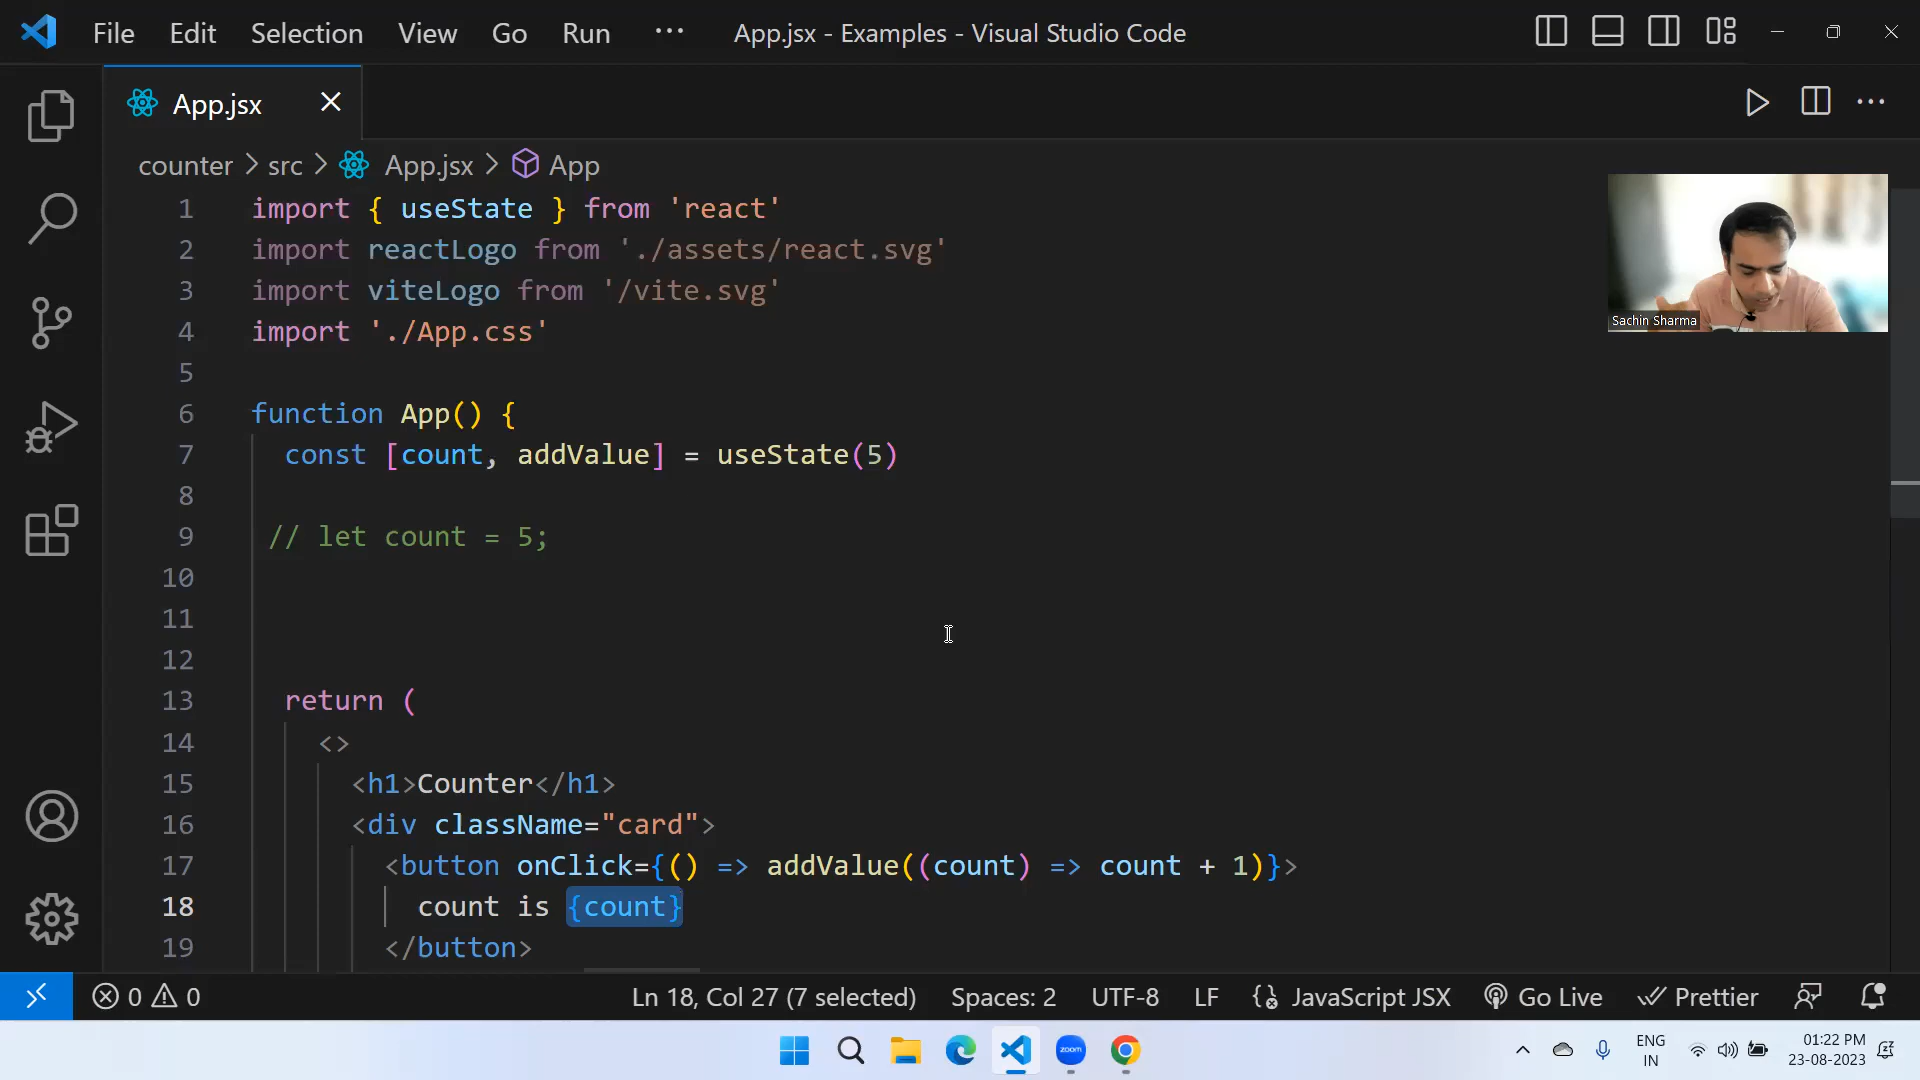 File Edit Selection View Go Run ··· App.jsx - Examples - Visual Studio Code
App.jsx
counter > src > App.jsx > App
1 import { useState } from 'react'
2 import reactLogo from './assets/react.svg'
3 import viteLogo from '/vite.svg'
4 import './App.css'
5
6 function App() {
7 const [count, addValue] = useState(5)
8
9 // let count = 5;
10
11
12
13 return (
14 <>
15 <h1>Counter</h1>
16 <div className="card">
17 <button onClick={() => addValue((count) => count + 1)}>
18 count is {count}
19 </button>
Sachin Sharma
0 0 Ln 18, Col 27 (7 selected) Spaces: 2 UTF-8 LF {} JavaScript JSX Go Live Prettier
zoom
ENG
IN
01:22 PM
23-08-2023